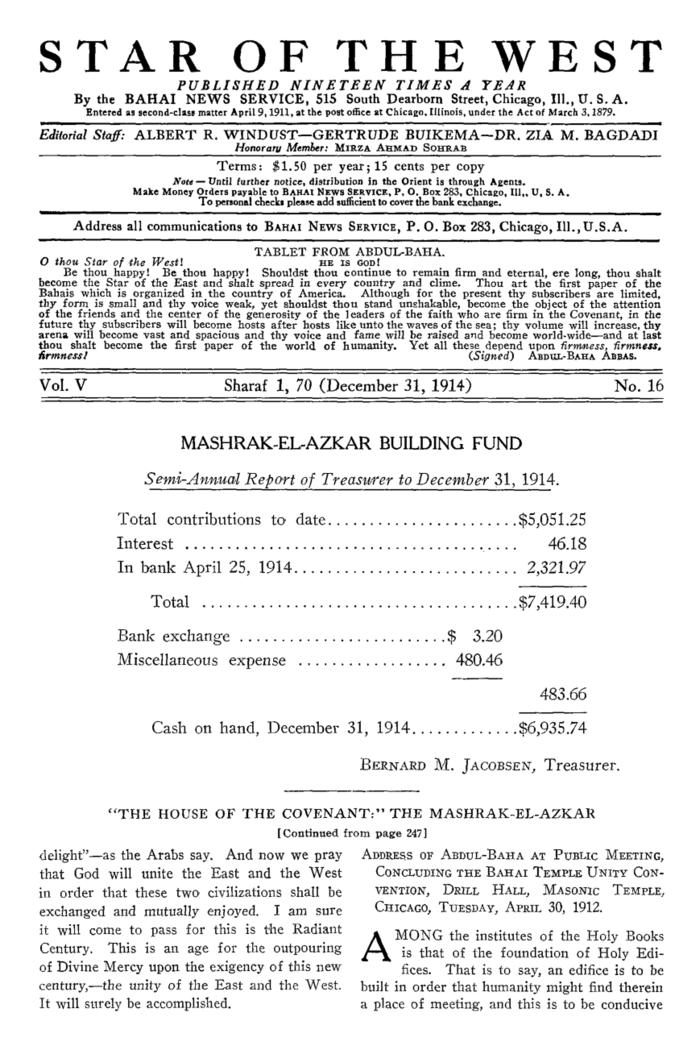 STAR OF THE WEST
PUBLISHED NINETEEN TIMES A YEAR
By the BAHAI NEWS SERVICE, 515 South Dearborn Street, Chicago, Ill., U. S. A.
Entered as second-class matter April 9, 1911, at the post office at Chicago, Illinois, under the Act of March 3, 1879.
Editorial Staff: ALBERT R. WINDUST—GERTRUDE BUIKEMA—DR. ZIA M. BAGDADI
Honorary Member: MIRZA AHMAD SOHRAB
Terms: $1.50 per year; 15 cents per copy
Note—Until further notice, distribution in the Orient is through Agents.
Make Money Orders payable to BAHAI NEWS SERVICE, P. O. Box 283, Chicago, Ill,, U. S. A.
To personal checks please add sufficient to cover the bank exchange.
Address all communications to BAHAI NEWS SERVICE, P. O. Box 283, Chicago, Ill., U.S.A.
TABLET FROM ABDUL-BAHA.
O thou Star of the West! HE IS GOD!
Be thou happy! Be thou happy! Shouldst thou continue to remain firm and eternal, ere long, thou shalt
become the Star of the East and shalt spread in every country and clime. Thou art the first paper of the
Bahais which is organized in the country of America. Although for the present thy subscribers are limited,
thy form is small and thy voice weak, yet shouldst thou stand unshakable, become the object of the attention
of the friends and the center of the generosity of the leaders of the faith who are firm in the Covenant, in the
future thy subscribers will become hosts after hosts like unto the waves of the sea; thy volume will increase, thy
arena will become vast and spacious and thy voice and fame will be raised and become world-wide—and at last
thou shalt become the first paper of the world of humanity. Yet all these depend upon firmness, firmness,
firmness! (Signed) ABDUL-BAHA ABBAS.
Vol. V Sharaf 1, 70 (December 31, 1914) No. 16
MASHRAK-EL-AZKAR BUILDING FUND
Semi-Annual Report of Treasurer to December 31, 1914.
Total contributions to date.......................$5,051.25
Interest .................................... 46.18
In bank April 25, 1914........................... 2,321.97
Total ..................................$7,419.40
Bank exchange .........................$ 3.20
Miscellaneous expense .................. 480.46
483.66
Cash on hand, December 31, 1914.............$6,935.74
BERNARD M. JACOBSEN, Treasurer.
"THE HOUSE OF THE COVENANT:" THE MASHRAK-EL-AZKAR
[Continued from page 247]
delight"—as the Arabs say. And now we pray
that God will unite the East and the West
in order that these two civilizations shall be
exchanged and mutually enjoyed. I am sure
it will come to pass for this is the Radiant
Century. This is an age for the outpouring
of Divine Mercy upon the exigency of this new
century,—the unity of the East and the West.
It will surely be accomplished.
ADDRESS OF ABDUL-BAHA AT PUBLIC MEETING,
CONCLUDING THE BAHAI TEMPLE UNITY CON-
VENTION, DRILL HALL, MASONIC TEMPLE,
CHICAGO, TUESDAY, APRIL 30, 1912.
AMONG the institutes of the Holy Books
is that of the foundation of Holy Edi-
fices. That is to say, an edifice is to be
built in order that humanity might find therein
a place of meeting, and this is to be conducive